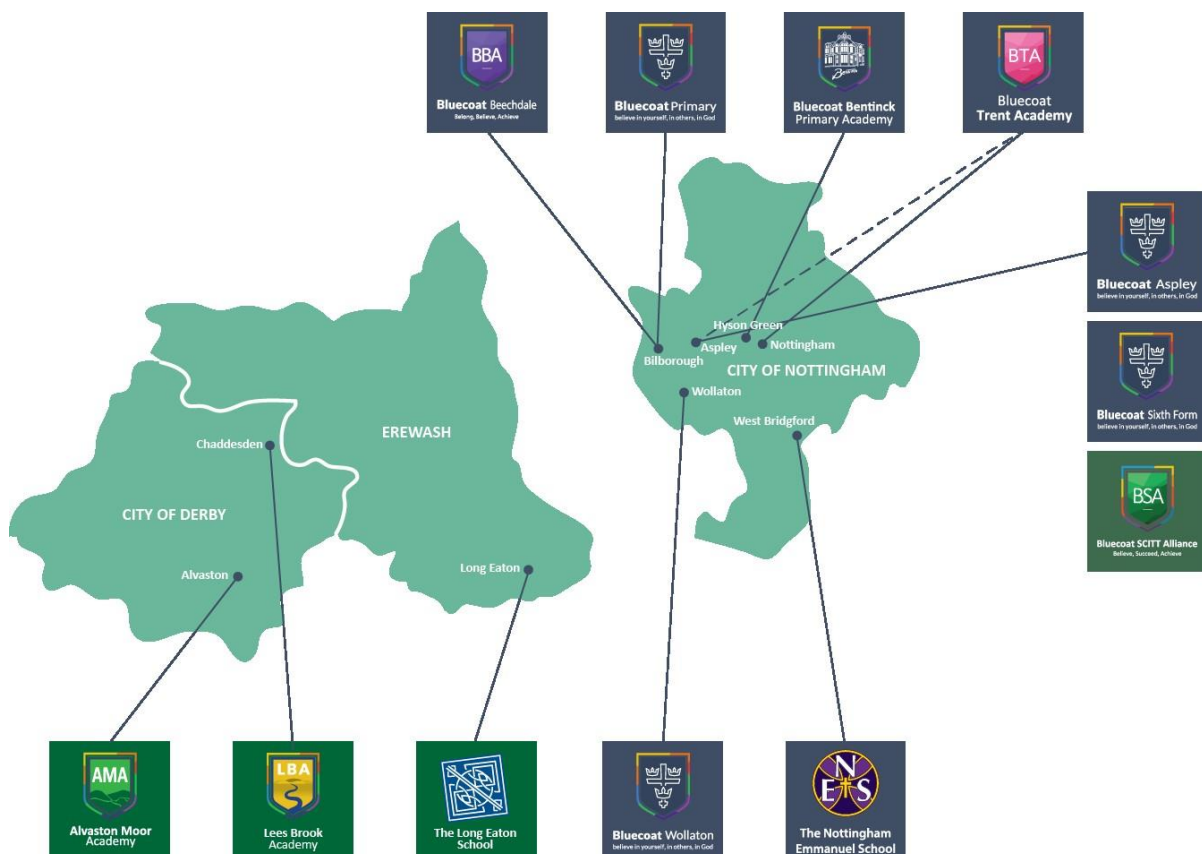 BBA
Bluecoat Beechdale
Belong, Believe, Achieve
Bluecoat Primary
believe in yourself, in others, in God
Bluecoat Bentinck
Primary Academy
BTA
Bluecoat
Trent Academy
Bluecoat Aspley
believe in yourself, in others, in God
Bluecoat Sixth Form
believe in yourself, in others, in God
BSA
Bluecoat SCITT Alliance
Believe, Succeed, Achieve
Hyson Green
Nottingham
Aspley
Bilborough
CITY OF NOTTINGHAM
Wollaton
West Bridgford
EREWASH
Chaddesden
CITY OF DERBY
Alvaston
Long Eaton
AMA
Alvaston Moor
Academy
LBA
Lees Brook
Academy
The Long Eaton
School
Bluecoat Wollaton
believe in yourself, in others, in God
N
E S
The Nottingham
Emmanuel School